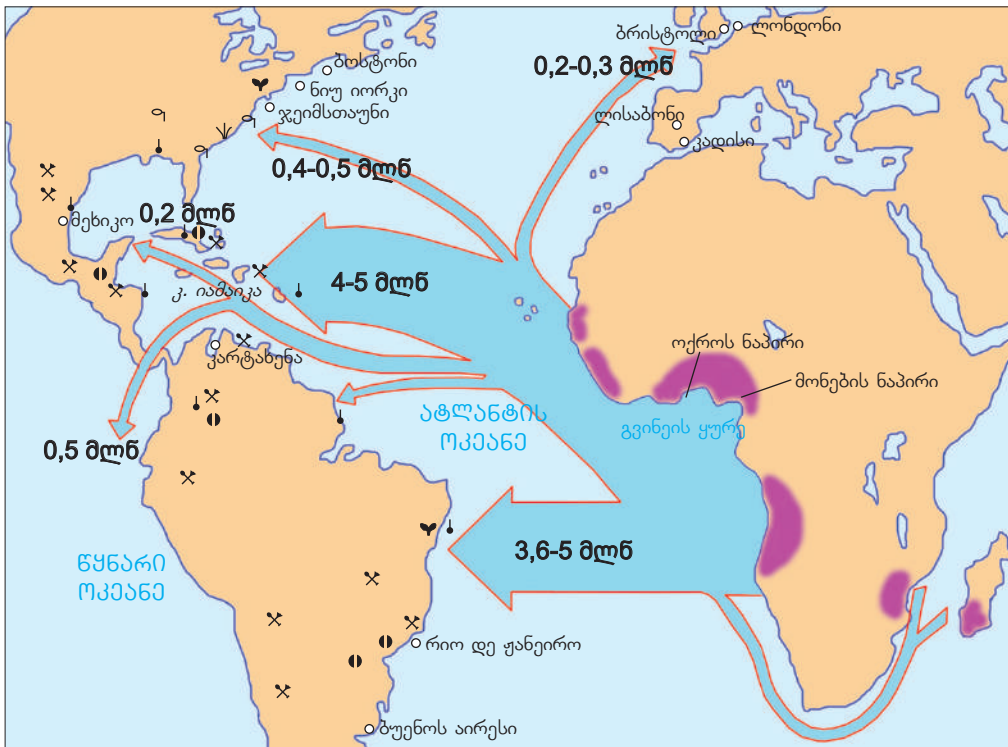 ბრისტოლი
ლონდონი
ბოსტონი
0,2-0,3 მლნ
ნიუ იორკი
ჯეიმსთაუნი
ლისაბონი
კადისი
0,4-0,5 მლნ
მეხიკო
0,2 მლნ
4-5 მლნ
კ. იამაიკა
ოქროს ნაპირი
კარტახენა
მონების ნაპირი
ატლანტის
ოკეანე
გვინეის ყურე
0,5 მლნ
3,6-5 მლნ
წყნარი
ოკეანე
რიო დე ჟანეირო
ბუენოს აირესი